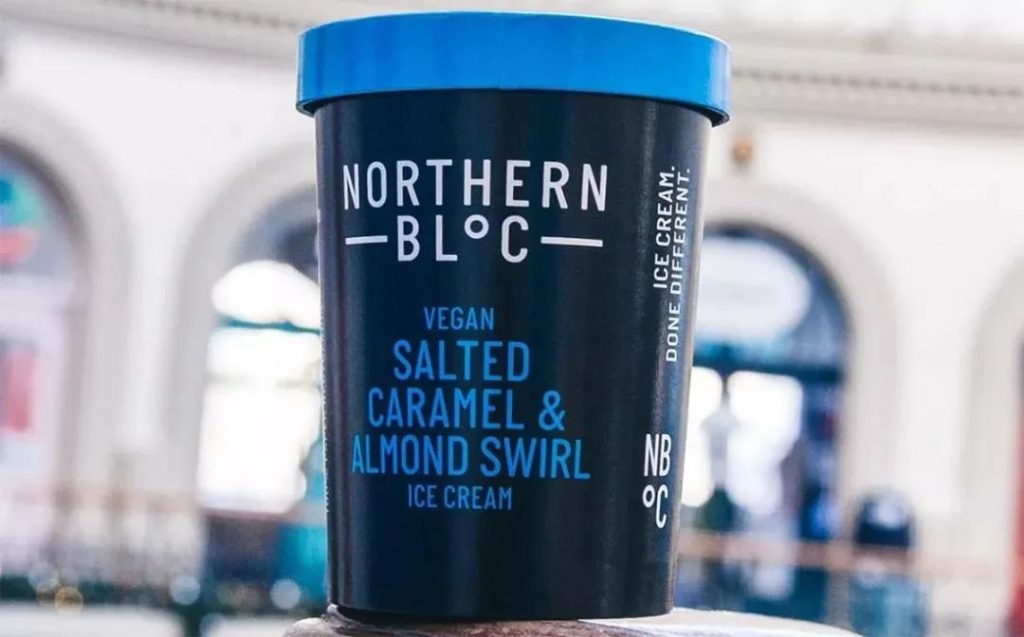 NORTHERN
BL°C
VEGAN
SALTED
CARAMEL &
ALMOND SWIRL
ICE CREAM
ICE CREAM.
DONE DIFFERENT.
NB
°C